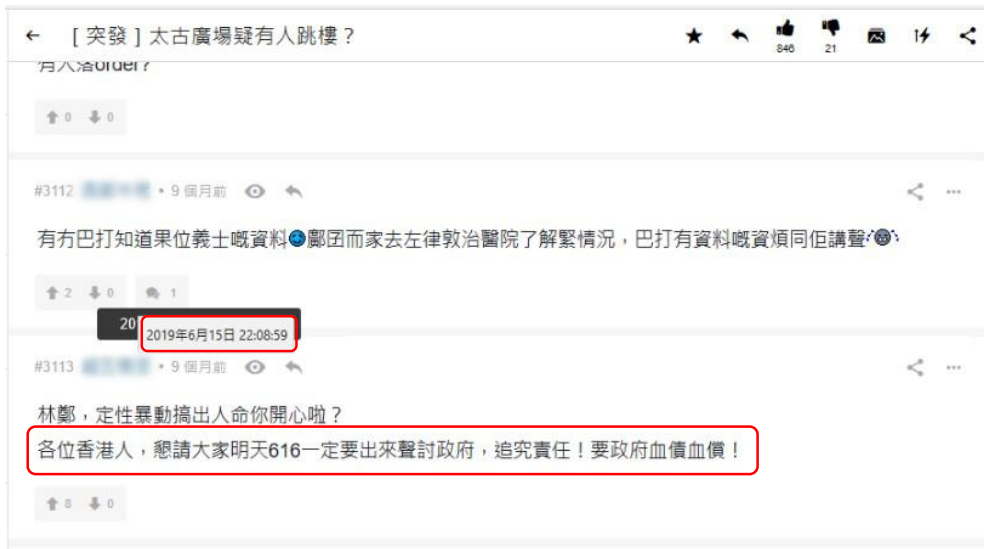 [ 突發 ] 太古廣場疑有人跳樓？
846
21
有人落order?
0 0
#3112 • 9 個月前
有冇巴打知道果位義士嘅資料鄺囝而家去左律敦治醫院了解緊情況，巴打有資料嘅資煩同佢講聲
2 0 1
20
2019年6月15日 22:08:59
#3113 • 9 個月前
林鄭，定性暴動搞出人命你開心啦？
各位香港人，懇請大家明天616一定要出來聲討政府，追究責任！要政府血債血償！
8 0